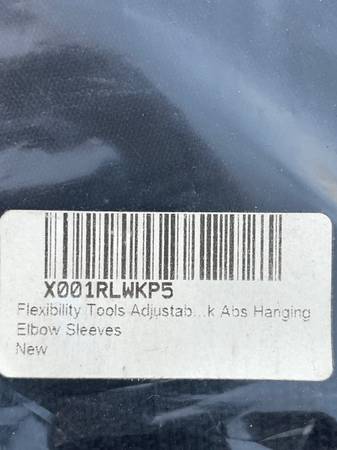 X001RLWKP5
Flexibility Tools Adjustab...k Abs Hanging
Elbow Sleeves
New